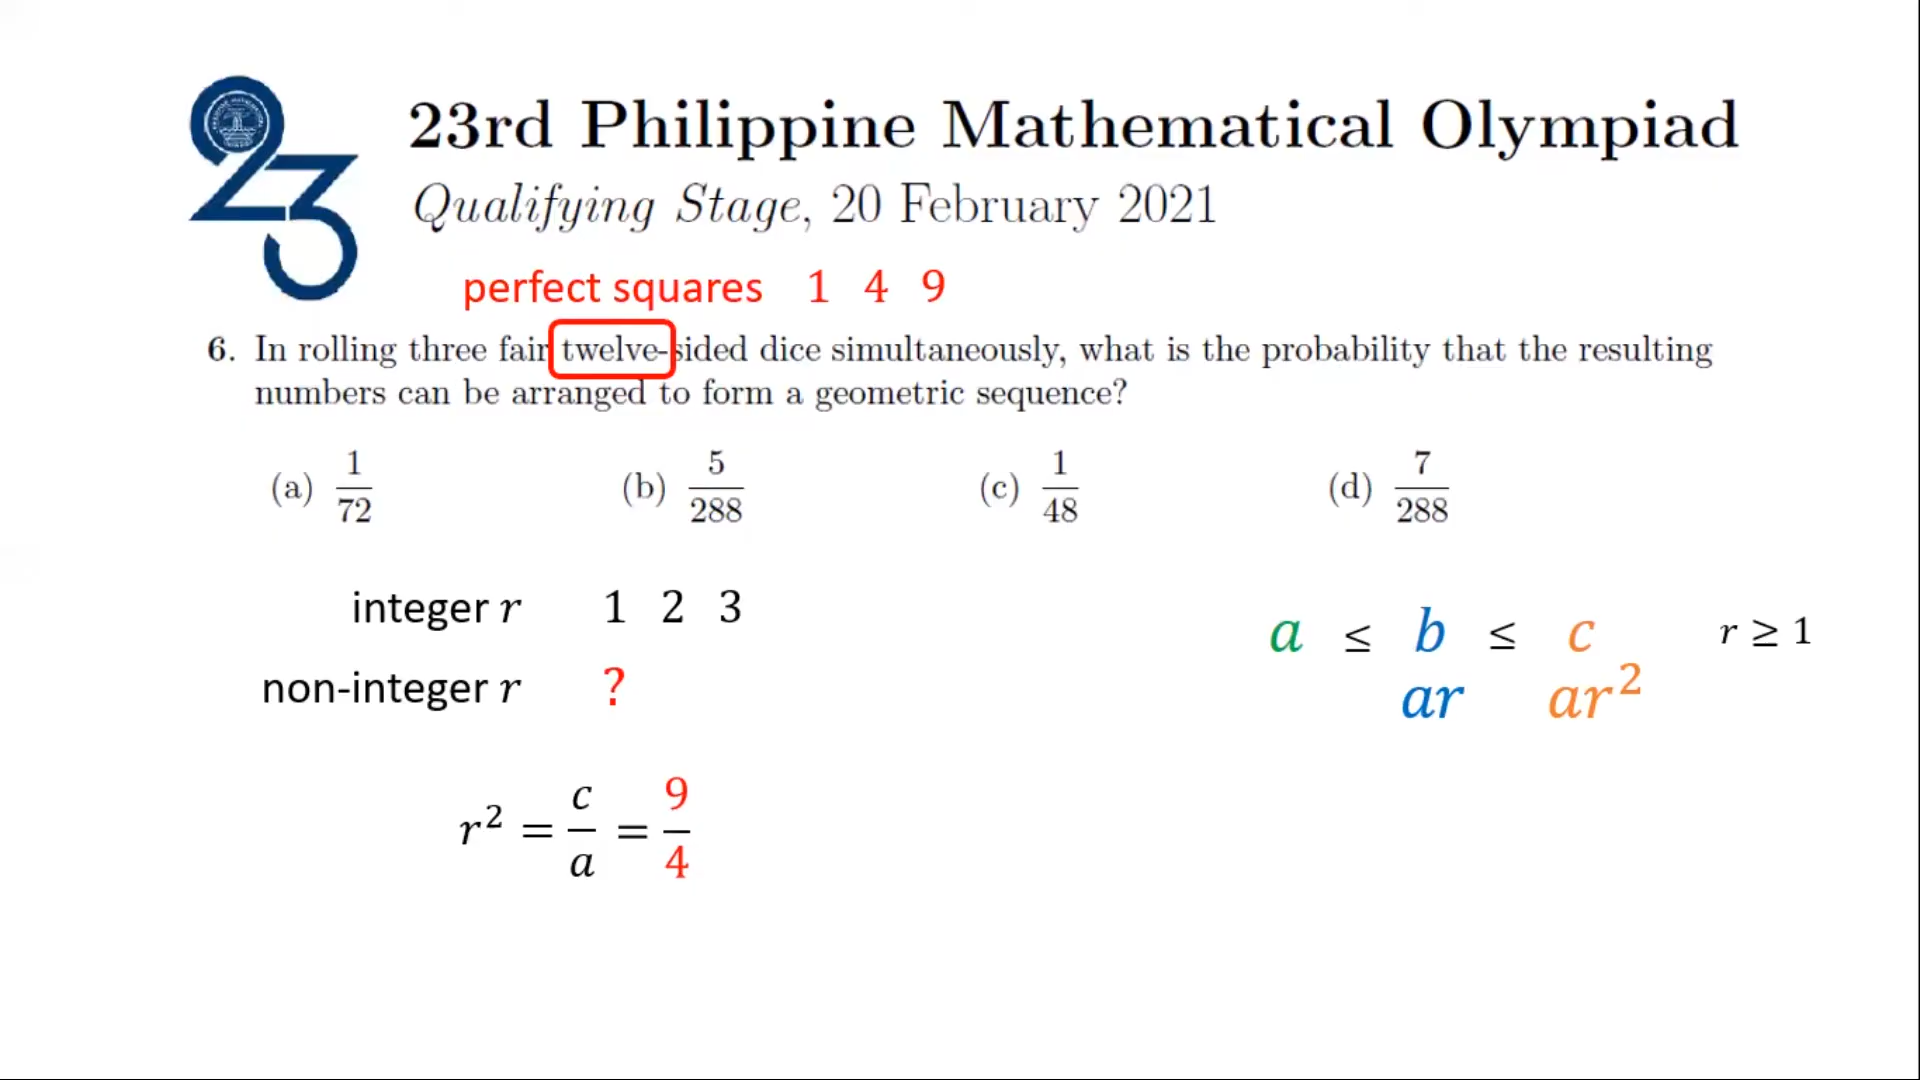 23
23rd Philippine Mathematical Olympiad
Qualifying Stage, 20 February 2021
perfect squares 1 4 9
6. In rolling three fair twelve-sided dice simultaneously, what is the probability that the resulting
numbers can be arranged to form a geometric sequence?
(a) 1/72 (b) 5/288 (c) 1/48 (d) 7/288
integer r 1 2 3
a ≤ b ≤ c r ≥ 1
non-integer r ?
ar ar²
r² = c/a = 9/4